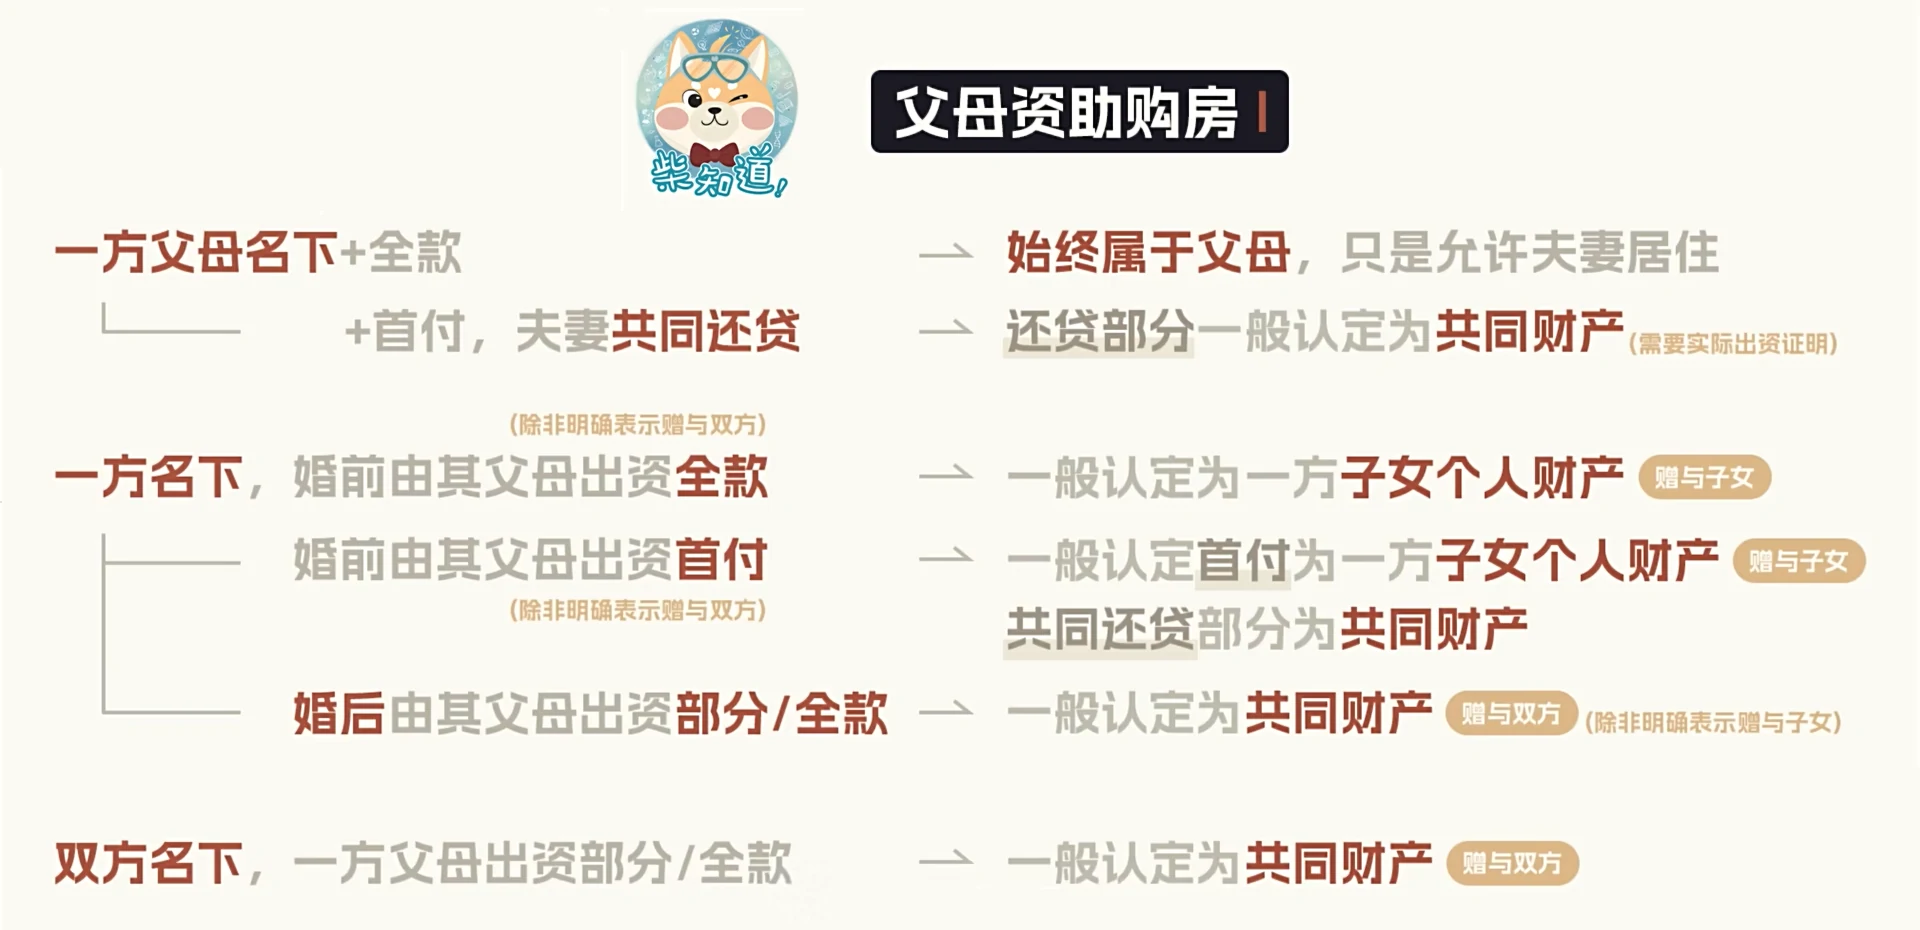 柴知道!
父母资助购房
一方父母名下+全款 → 始终属于父母，只是允许夫妻居住
+首付，夫妻共同还贷 → 还贷部分一般认定为共同财产(需要实际出资证明)
(除非明确表示赠与双方)
一方名下，婚前由其父母出资全款 → 一般认定为一方子女个人财产 赠与子女
婚前由其父母出资首付 → 一般认定首付为一方子女个人财产 赠与子女
(除非明确表示赠与双方)
共同还贷部分为共同财产
婚后由其父母出资部分/全款 → 一般认定为共同财产 赠与双方 (除非明确表示赠与子女)
双方名下，一方父母出资部分/全款 → 一般认定为共同财产 赠与双方